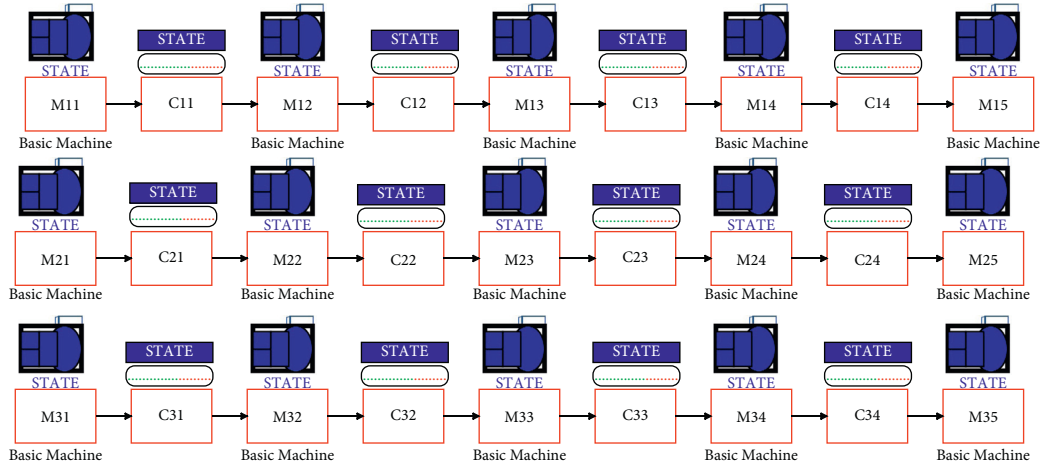 STATE STATE STATE STATE
STATE STATE STATE STATE STATE
M11 C11 M12 C12 M13 C13 M14 C14 M15
Basic Machine Basic Machine Basic Machine Basic Machine Basic Machine
STATE STATE STATE STATE
STATE STATE STATE STATE STATE
M21 C21 M22 C22 M23 C23 M24 C24 M25
Basic Machine Basic Machine Basic Machine Basic Machine Basic Machine
STATE STATE STATE STATE
STATE STATE STATE STATE STATE
M31 C31 M32 C32 M33 C33 M34 C34 M35
Basic Machine Basic Machine Basic Machine Basic Machine Basic Machine